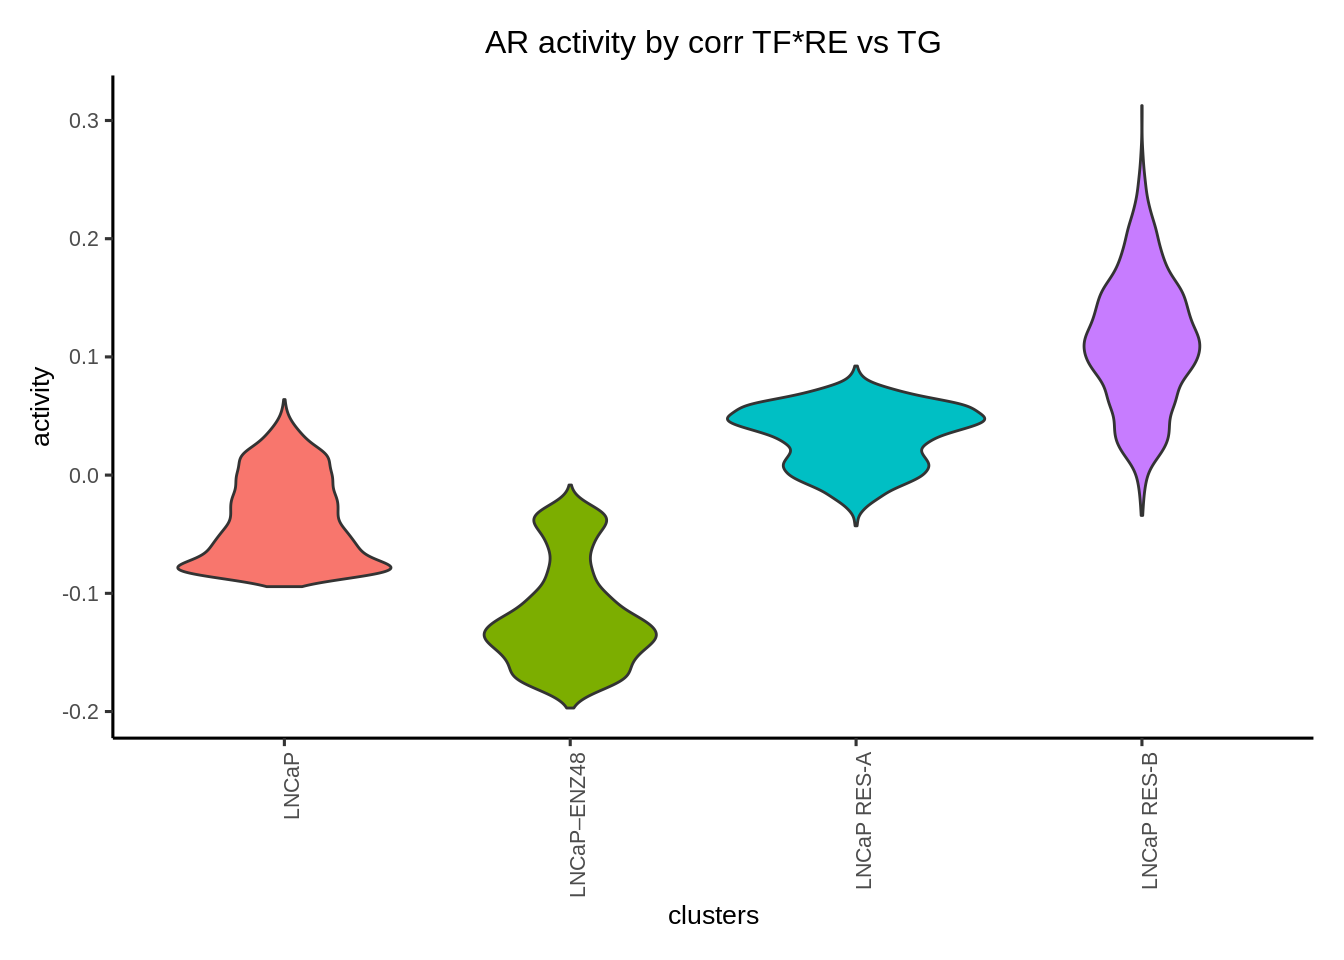 AR activity by corr TF*RE vs TG
0.3
0.2
0.1
0.0
-0.1
-0.2
activity
LNCaP
LNCaP–ENZ48
LNCaP RES-A
LNCaP RES-B
clusters